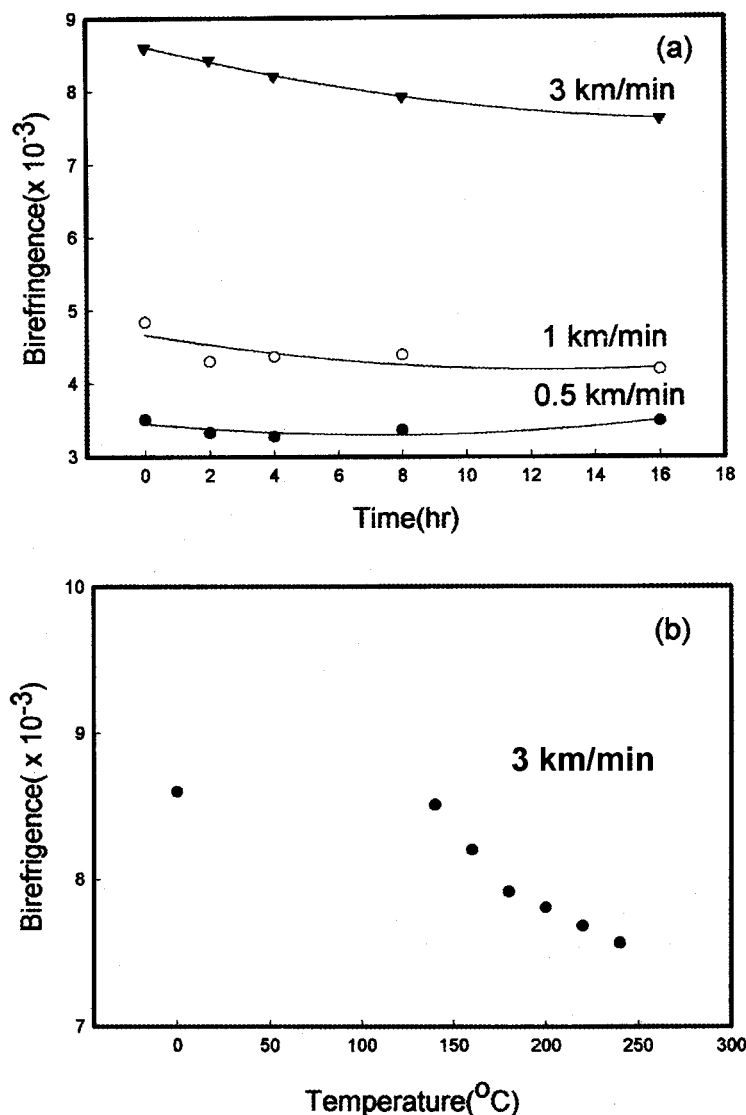 9
(a)
3 km/min
8
7
Birefringence(x 10-3)
6
5
1 km/min
4
0.5 km/min
3
0 2 4 6 8 10 12 14 16 18
Time(hr)
10
(b)
9
3 km/min
Birefrigence( x 10-3)
8
7
0 50 100 150 200 250 300
Temperature(OC)